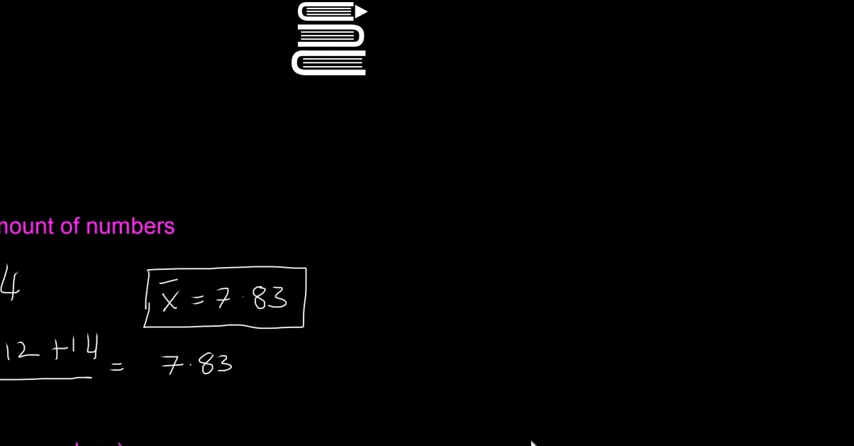 mount of numbers
4
x̄ = 7.83
12 + 14 = 7.83